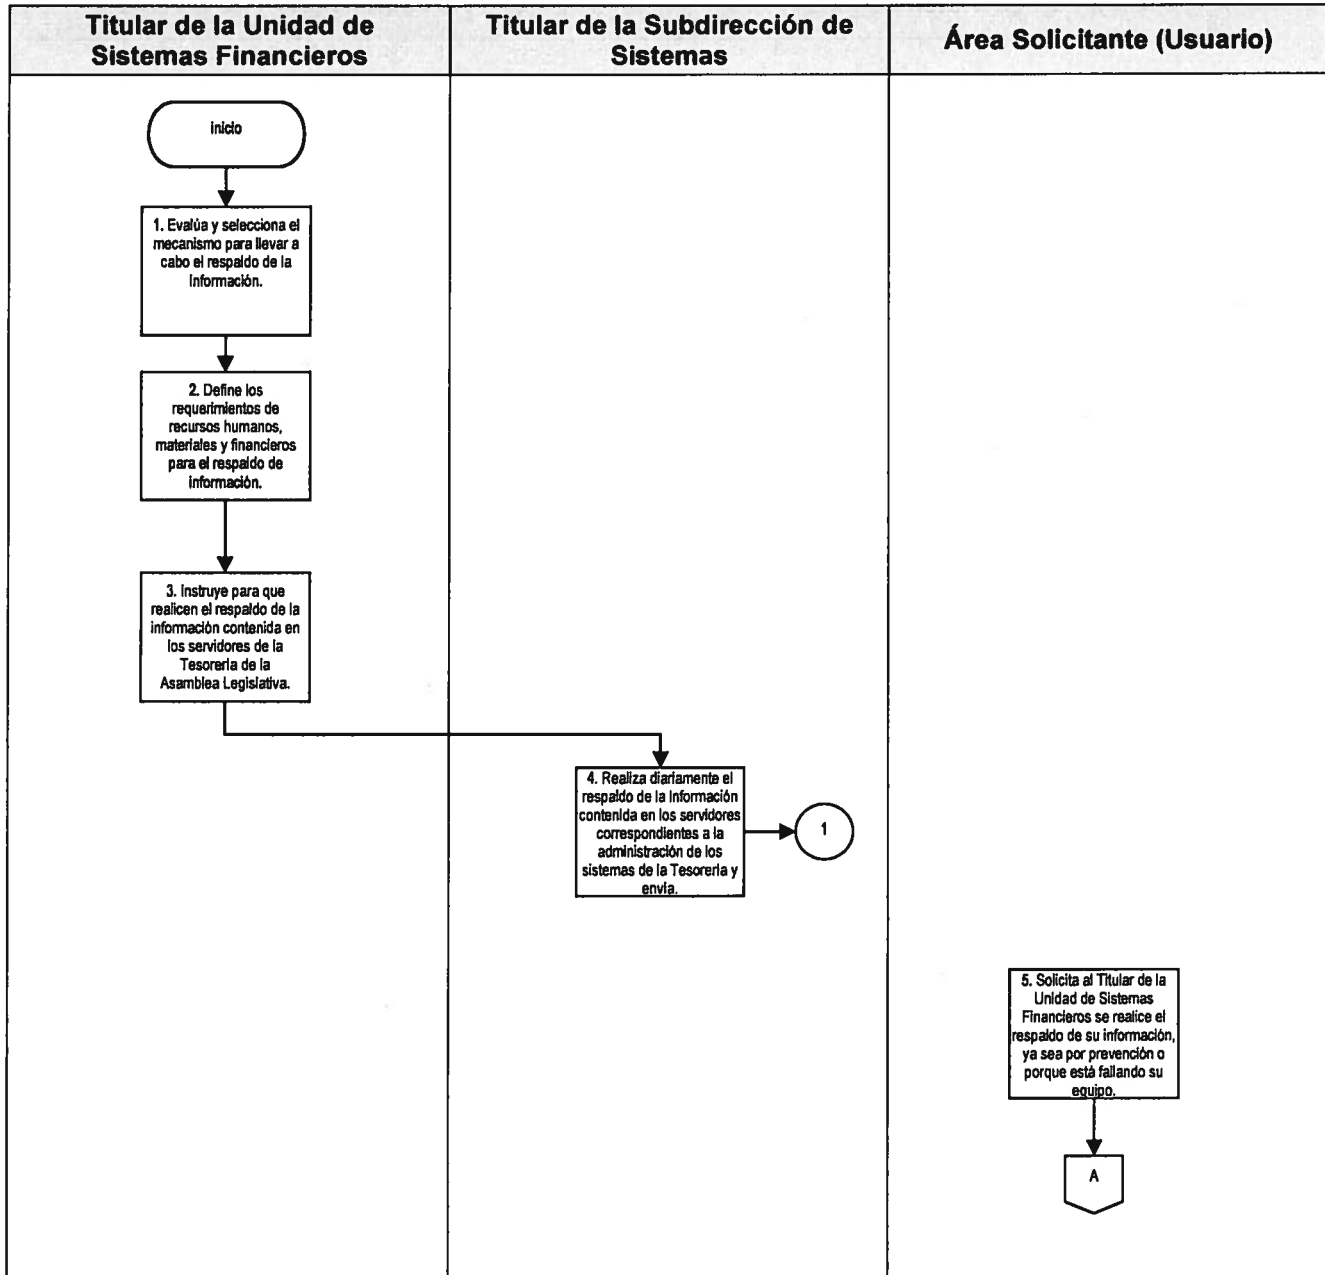 Titular de la Unidad de
Sistemas Financieros
Titular de la Subdirección de
Sistemas
Área Solicitante (Usuario)
inicio
1. Evalúa y selecciona el
mecanismo para llevar a
cabo el respaldo de la
información.
2. Define los
requerimientos de
recursos humanos,
materiales y financieros
para el respaldo de
información.
3. Instruye para que
realicen el respaldo de la
información contenida en
los servidores de la
Tesorería de la
Asamblea Legislativa.
4. Realiza diariamente el
respaldo de la información
contenida en los servidores
correspondientes a la
administración de los
sistemas de la Tesorería y
envía.
1
5. Solicita al Titular de la
Unidad de Sistemas
Financieros se realice el
respaldo de su información,
ya sea por prevención o
porque está fallando su
equipo.
A